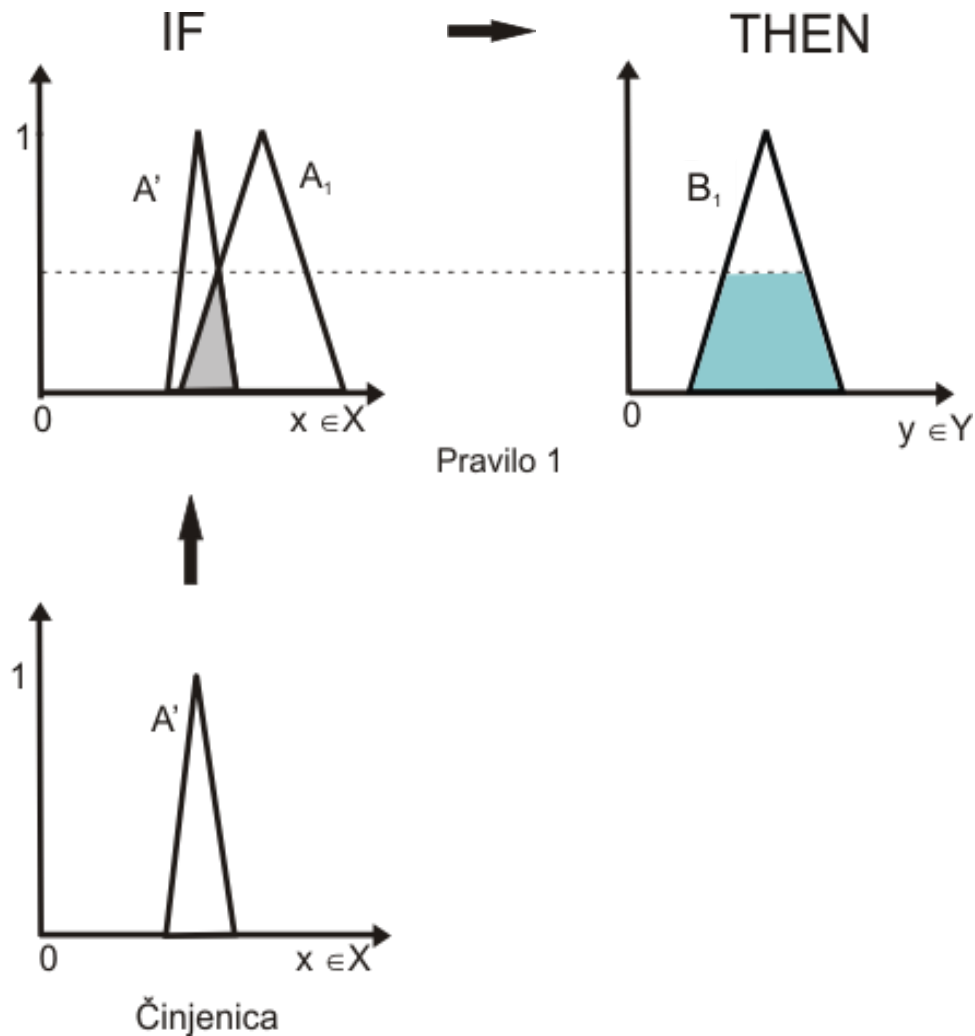 IF THEN
1
A’ A₁ B₁
0 x ∈X 0 y ∈Y
Pravilo 1
1
A’
0 x ∈X
Činjenica